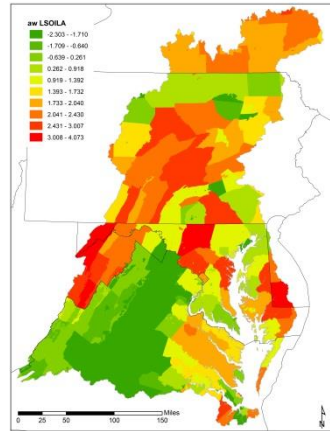 aw LSOILA
-2.303 - -1.710
-1.709 - -0.640
-0.639 - 0.261
0.262 - 0.918
0.919 - 1.392
1.393 - 1.732
1.733 - 2.040
2.041 - 2.430
2.431 - 3.007
3.008 - 4.073
0 25 50 100 150
Miles
N